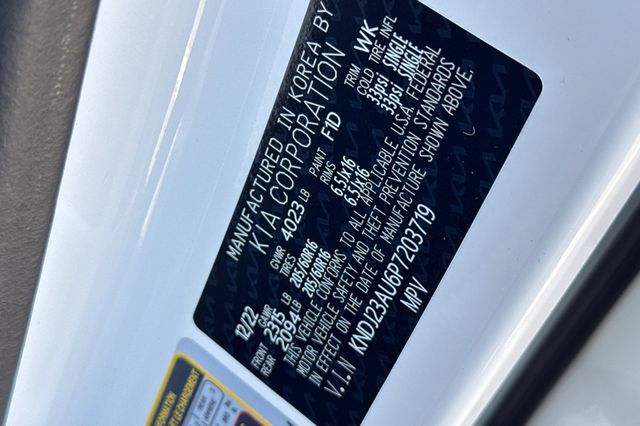 MANUFACTURED IN KOREA BY
KIA CORPORATION
12/22 GVWR 4023 LB PAINT F1D TRIM WK
GAWR TIRES RIMS COLD TIRE INFL
FRONT 2315 LB 205/60R16 6.5JX16 33psi SINGLE
REAR 2094 LB 205/60R16 6.5JX16 33psi SINGLE
THIS VEHICLE CONFORMS TO ALL APPLICABLE U.S.A. FEDERAL
MOTOR VEHICLE SAFETY AND THEFT PREVENTION STANDARDS
IN EFFECT ON THE DATE OF MANUFACTURE SHOWN ABOVE.
V.I.N KNDJ23AU6P7203719
MPV